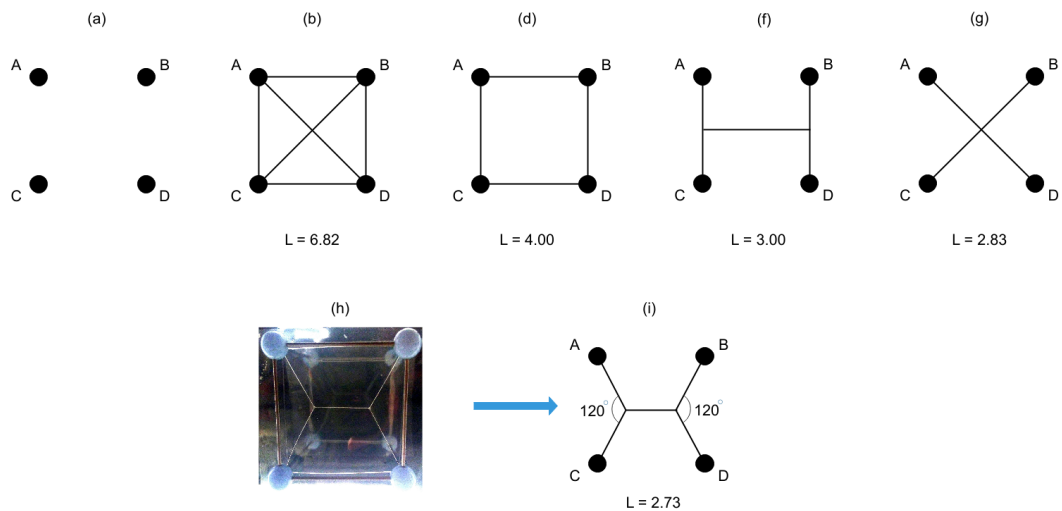 (a) (b) (d) (f) (g)
A B A B A B A B A B
C D C D C D C D C D
L = 6.82 L = 4.00 L = 3.00 L = 2.83
(h) (i)
A B
120° 120°
C D
L = 2.73